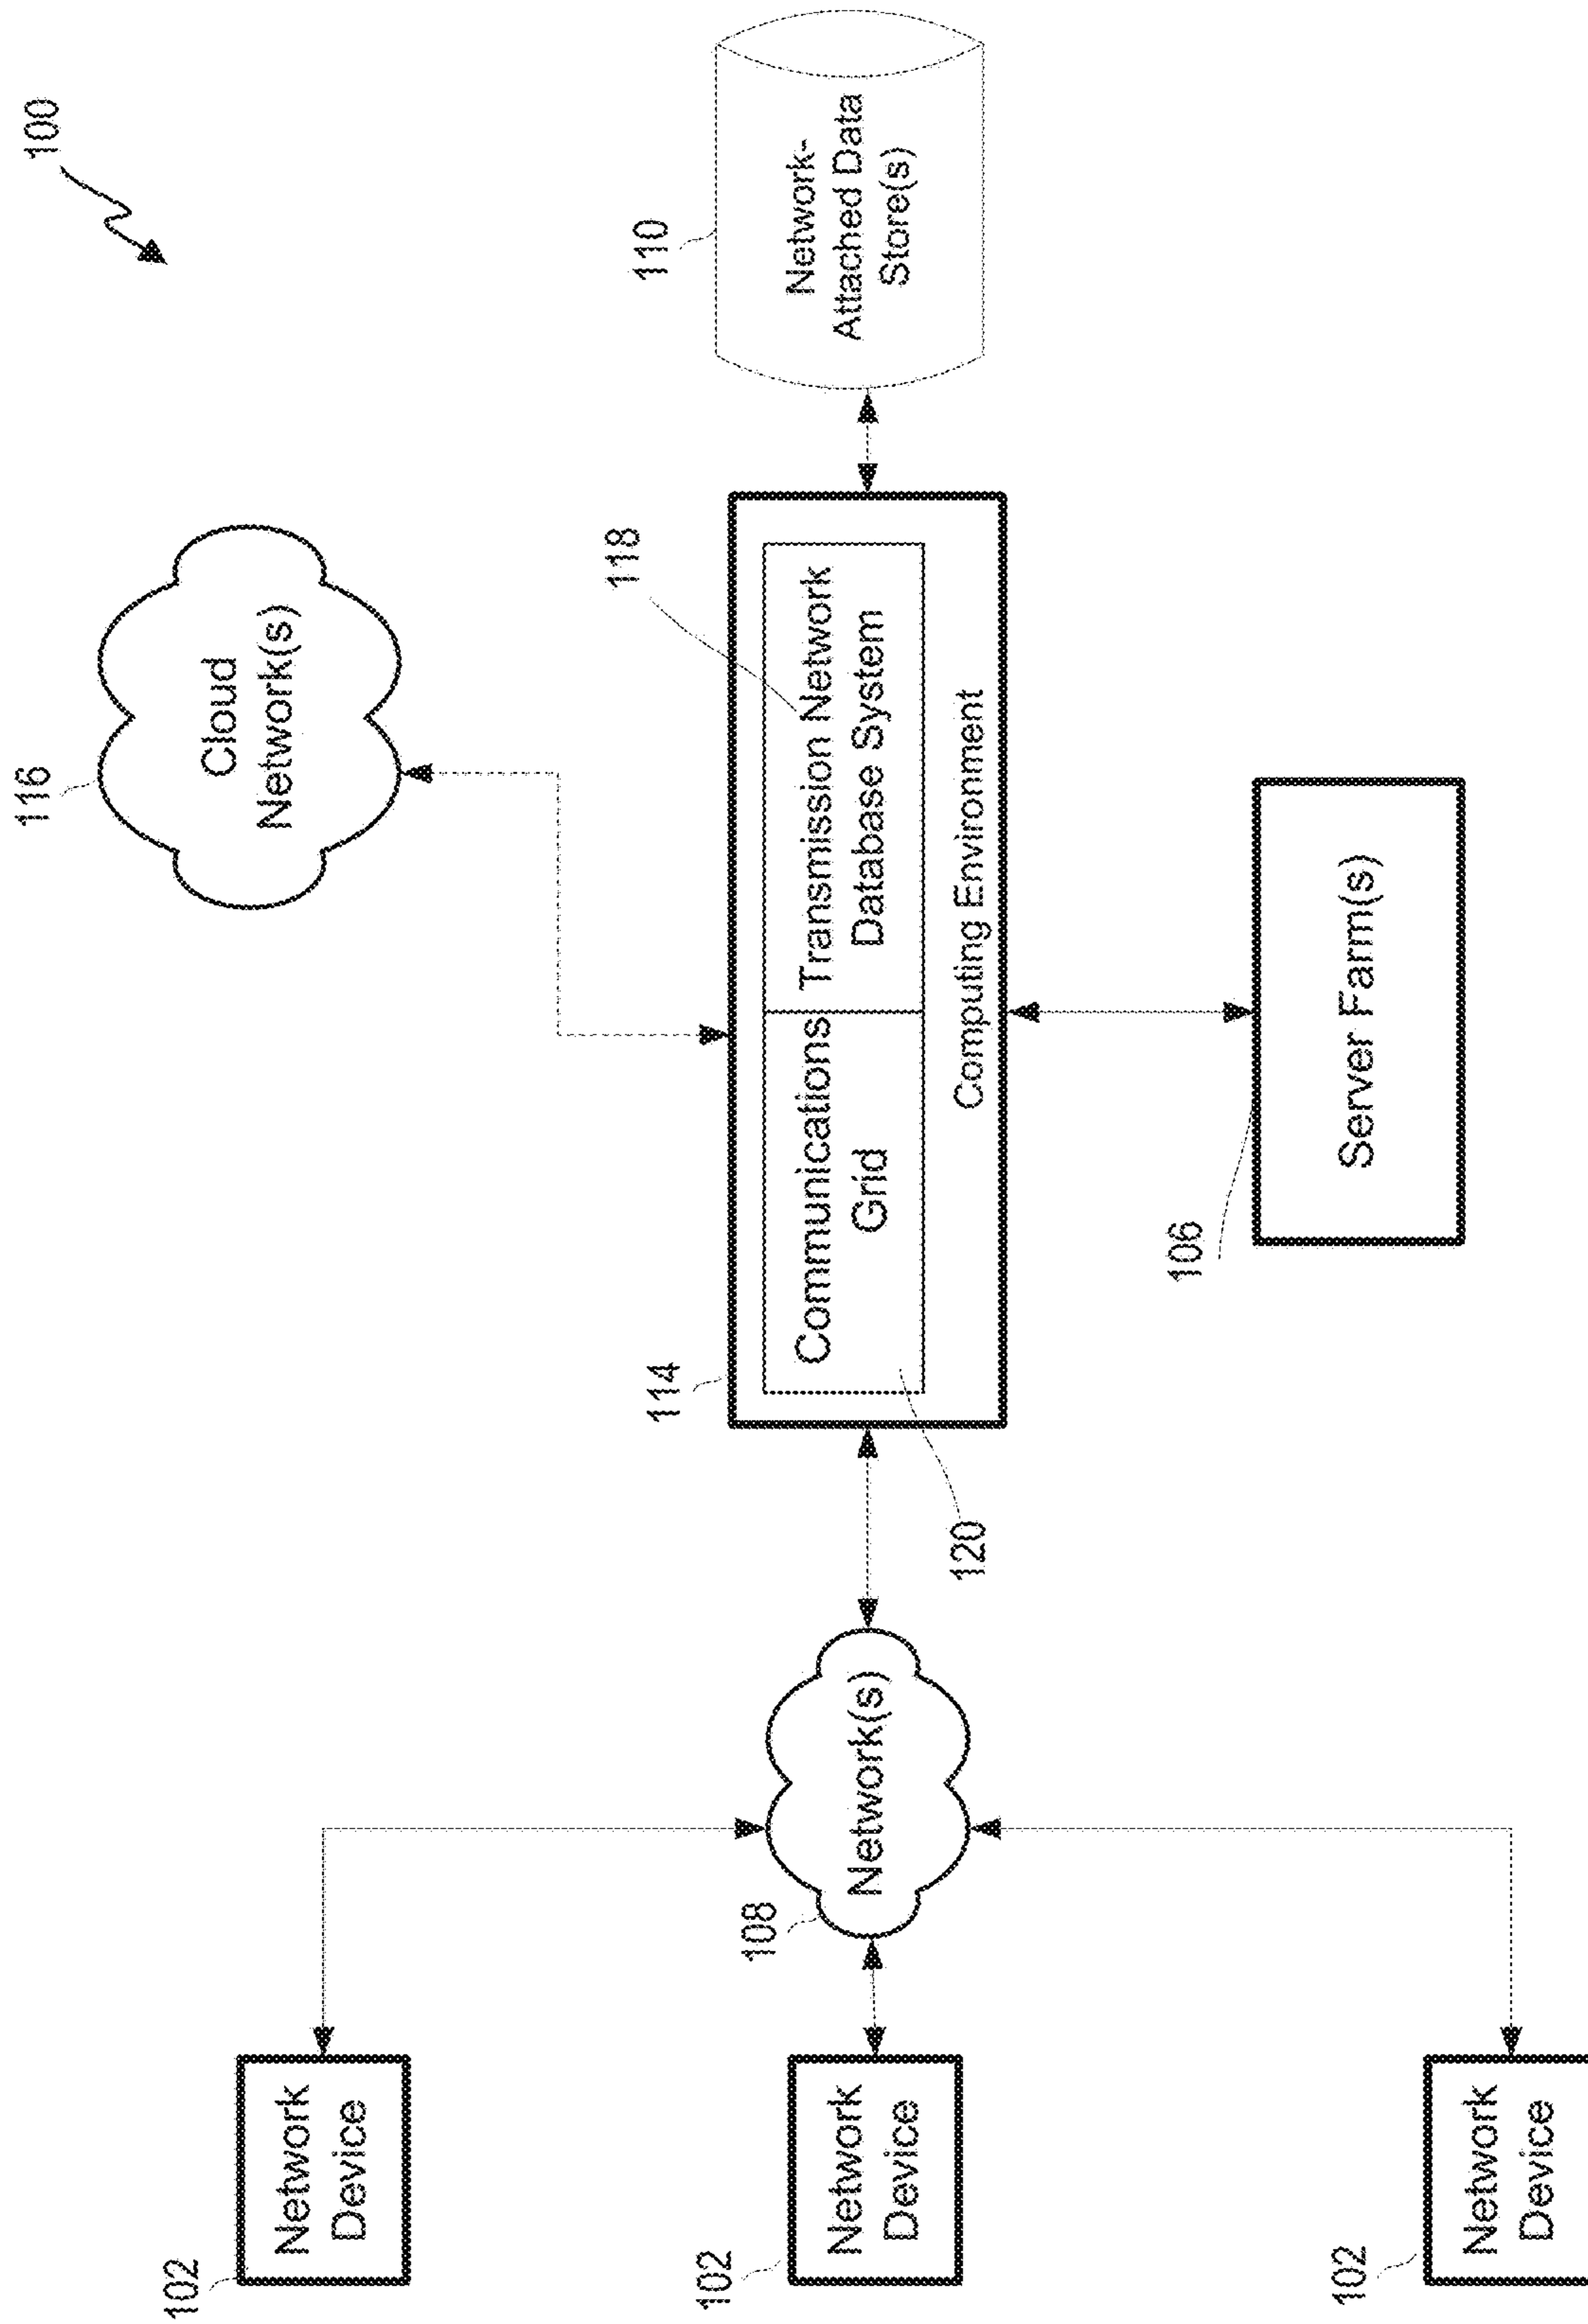 100
116
Cloud
Network(s)
110
Network-
Attached Data
Store(s)
118
114
Communications
Grid
Transmission Network
Database System
Computing Environment
120
102
Network
Device
108
Network(s)
102
Network
Device
106
Server Farm(s)
102
Network
Device